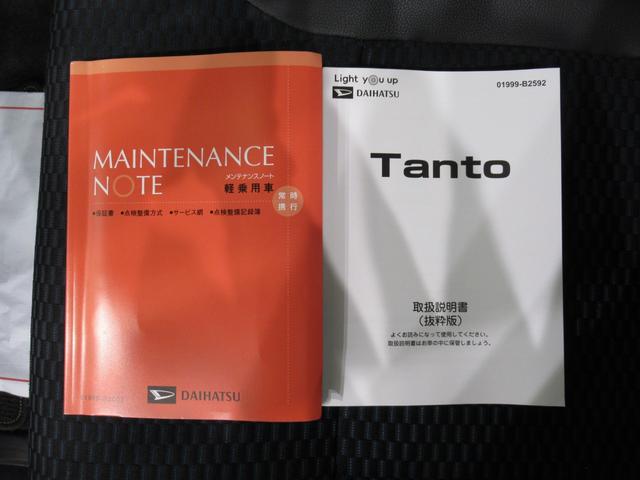 MAINTENANCE
NOTE
メンテナンスノート
軽乗用車
常時
携行
●保証書 ●点検整備方式 ●サービス網 ●点検整備記録簿
DAIHATSU
Light you up
DAIHATSU
01999-B2592
Tanto
取扱説明書
(抜粋版)
よくお読みになって使用してください。
取扱説明書はお車の中に保管しましょう。